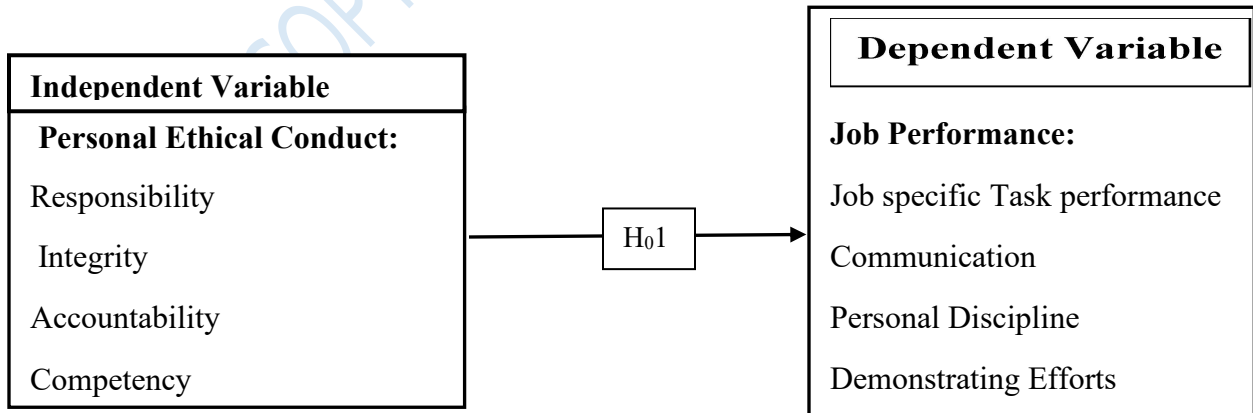 Independent Variable
Personal Ethical Conduct:
Responsibility
Integrity
Accountability
Competency
H₀1
Dependent Variable
Job Performance:
Job specific Task performance
Communication
Personal Discipline
Demonstrating Efforts